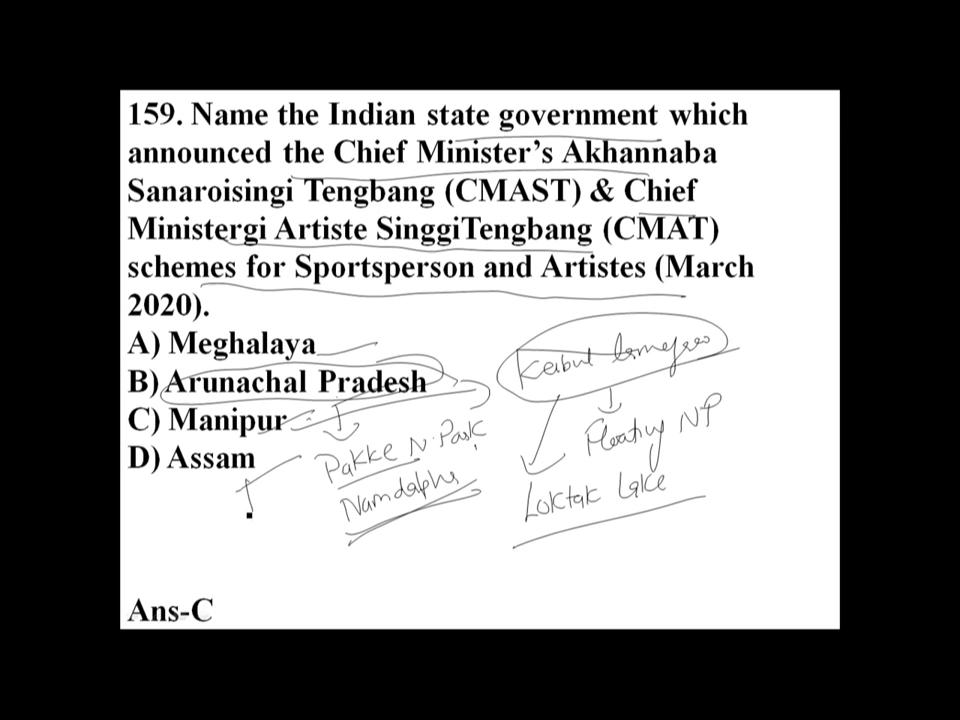 159. Name the Indian state government which
announced the Chief Minister’s Akhannaba
Sanaroisingi Tengbang (CMAST) & Chief
Ministergi Artiste SinggiTengbang (CMAT)
schemes for Sportsperson and Artistes (March
2020).
A) Meghalaya
B) Arunachal Pradesh
C) Manipur
D) Assam
Keibul
Floating NP
Loktak Lake
Pakke N. Park
Namdapha
Ans-C